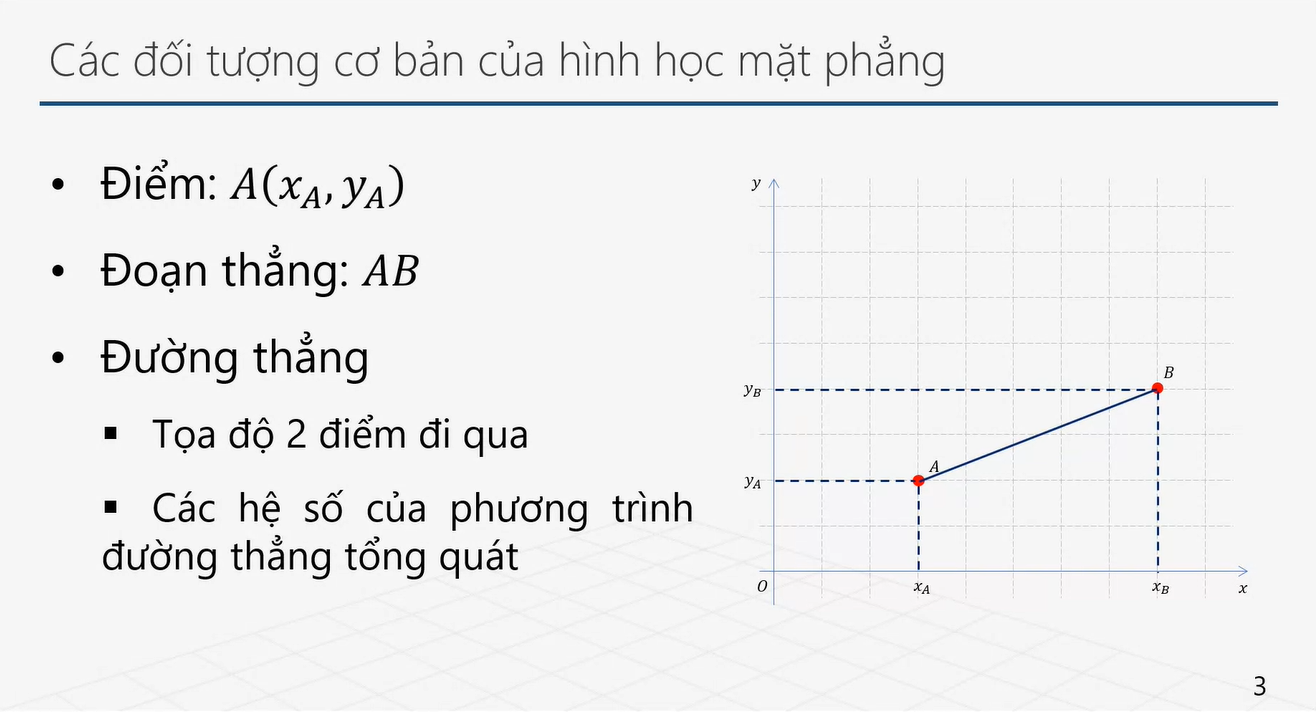 Các đối tượng cơ bản của hình học mặt phẳng
• Điểm: A(x_A, y_A)
• Đoạn thẳng: AB
• Đường thẳng
▪ Tọa độ 2 điểm đi qua
▪ Các hệ số của phương trình
đường thẳng tổng quát
y
B
y_B
A
y_A
O
x_A
x_B
x
3